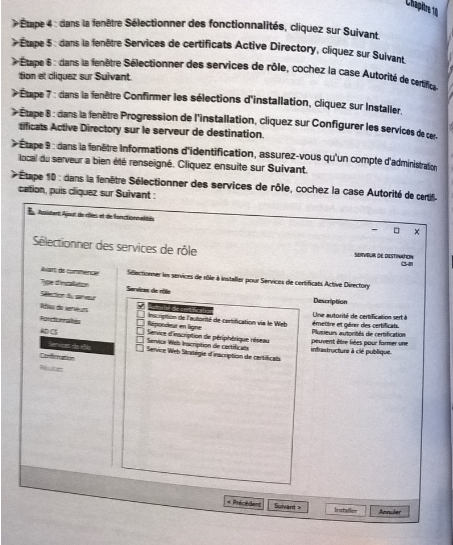 Chapitre 10
➢Étape 4 : dans la fenêtre Sélectionner des fonctionnalités, cliquez sur Suivant.
➢Étape 5 : dans la fenêtre Services de certificats Active Directory, cliquez sur Suivant.
➢Étape 6 : dans la fenêtre Sélectionner des services de rôle, cochez la case Autorité de certifica-
tion et cliquez sur Suivant.
➢Étape 7 : dans la fenêtre Confirmer les sélections d'installation, cliquez sur Installer.
➢Étape 8 : dans la fenêtre Progression de l'installation, cliquez sur Configurer les services de cer-
tificats Active Directory sur le serveur de destination.
➢Étape 9 : dans la fenêtre Informations d'identification, assurez-vous qu'un compte d'administration
local du serveur a bien été renseigné. Cliquez ensuite sur Suivant.
➢Étape 10 : dans la fenêtre Sélectionner des services de rôle, cochez la case Autorité de certifi-
cation, puis cliquez sur Suivant :
Assistant Ajout de rôles et de fonctionnalités
Sélectionner des services de rôle
SERVEUR DE DESTINATION
CS-01
Avant de commencer
Type d'installation
Sélection du serveur
Rôles de serveurs
Fonctionnalités
AD CS
Services de rôle
Confirmation
Résultats
Sélectionner les services de rôle à installer pour Services de certificats Active Directory
Services de rôle
Autorité de certification
Inscription de l'autorité de certification via le Web
Répondeur en ligne
Service d'inscription de périphérique réseau
Service Web Inscription de certificats
Service Web Stratégie d'inscription de certificats
Description
Une autorité de certification sert à
émettre et gérer des certificats.
Plusieurs autorités de certification
peuvent être liées pour former une
infrastructure à clé publique.
< Précédent
Suivant >
Installer
Annuler